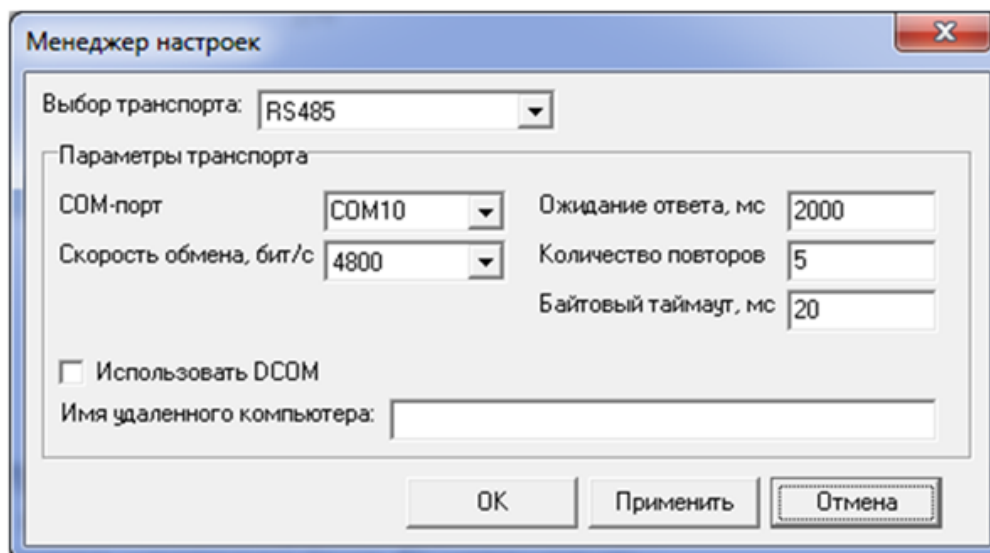 Менеджер настроек
Выбор транспорта: RS485
Параметры транспорта
COM-порт COM10 Ожидание ответа, мс 2000
Скорость обмена, бит/с 4800 Количество повторов 5
Байтовый таймаут, мс 20
Использовать DCOM
Имя удаленного компьютера:
OK Применить Отмена